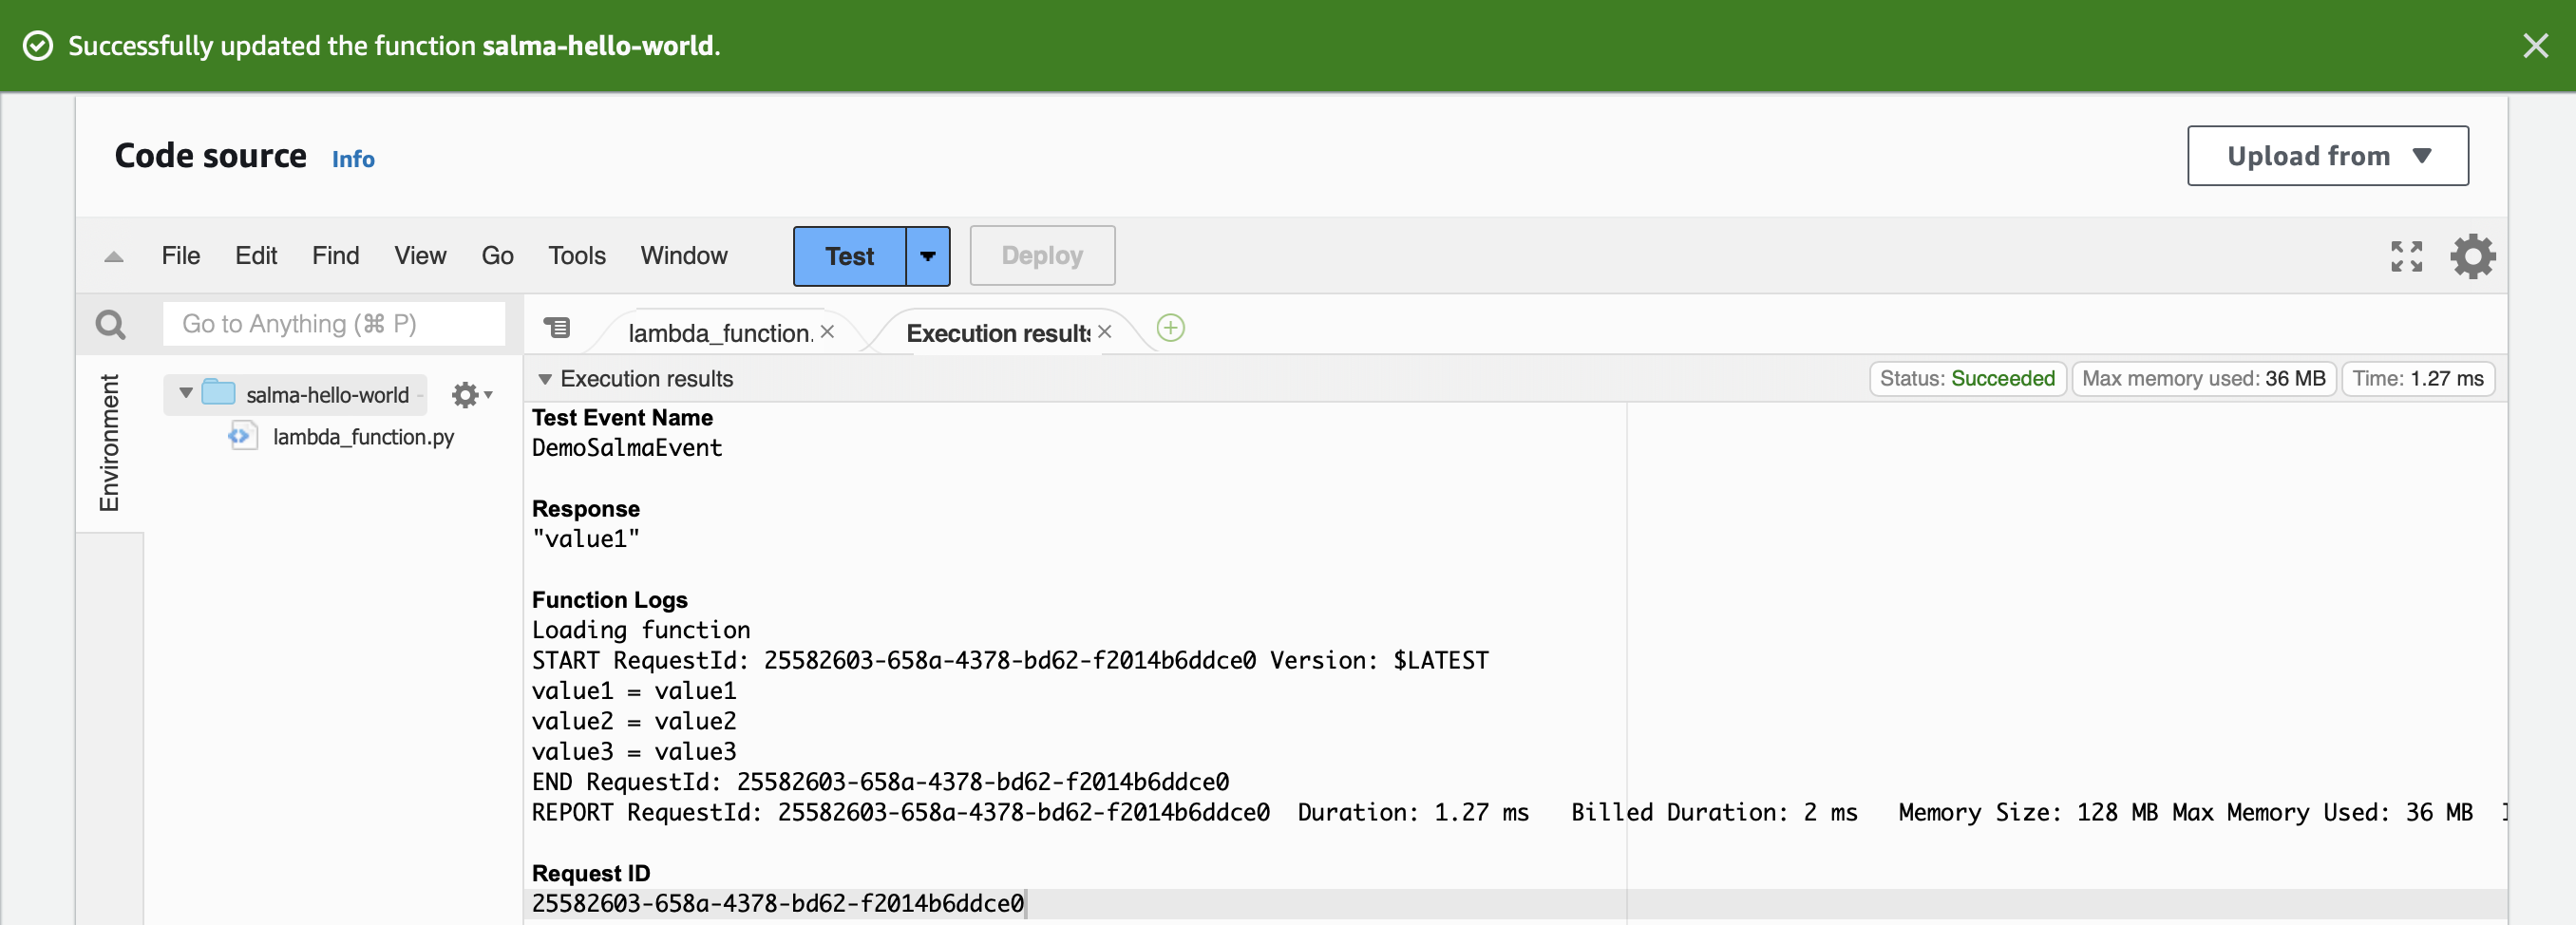 Successfully updated the function salma-hello-world.
Code source Info
Upload from
File Edit Find View Go Tools Window Test Deploy
Go to Anything (⌘ P)
lambda_function.
Execution results
Environment
salma-hello-world
lambda_function.py
Execution results
Status: Succeeded Max memory used: 36 MB Time: 1.27 ms
Test Event Name
DemoSalmaEvent
Response
"value1"
Function Logs
Loading function
START RequestId: 25582603-658a-4378-bd62-f2014b6ddce0 Version: $LATEST
value1 = value1
value2 = value2
value3 = value3
END RequestId: 25582603-658a-4378-bd62-f2014b6ddce0
REPORT RequestId: 25582603-658a-4378-bd62-f2014b6ddce0 Duration: 1.27 ms Billed Duration: 2 ms Memory Size: 128 MB Max Memory Used: 36 MB
Request ID
25582603-658a-4378-bd62-f2014b6ddce0